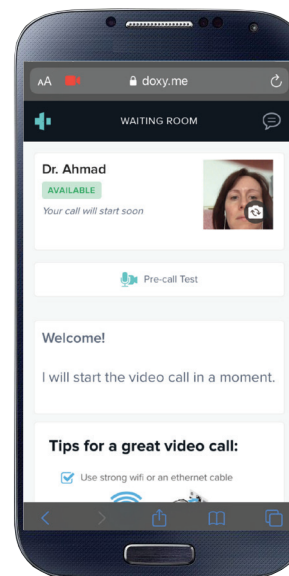 AA
doxy.me
WAITING ROOM
Dr. Ahmad
AVAILABLE
Your call will start soon
Pre-call Test
Welcome!
I will start the video call in a moment.
Tips for a great video call:
Use strong wifi or an ethernet cable